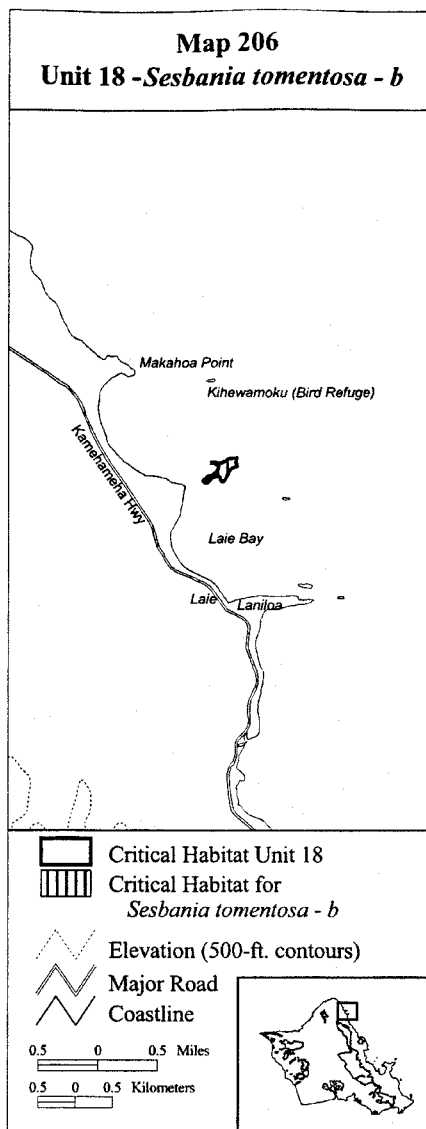 Map 206
Unit 18 -Sesbania tomentosa - b
Makahoa Point
Kihewamoku (Bird Refuge)
Kamehameha Hwy
Laie Bay
Laie
Laniloa
Critical Habitat Unit 18
Critical Habitat for
Sesbania tomentosa - b
Elevation (500-ft. contours)
Major Road
Coastline
0.5 0 0.5 Miles
0.5 0 0.5 Kilometers